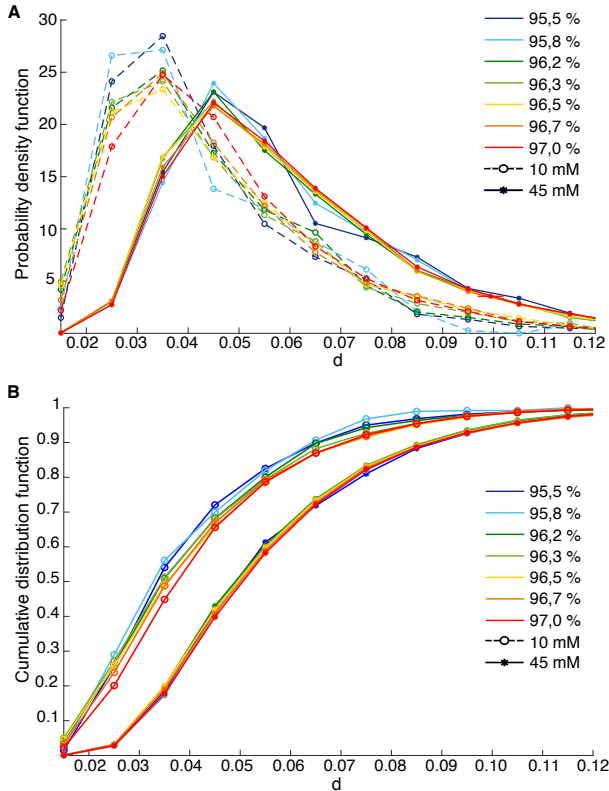 A
Probability density function
30
25
20
15
10
5
0.02 0.03 0.04 0.05 0.06 0.07 0.08 0.09 0.10 0.11 0.12
d
95,5 %
95,8 %
96,2 %
96,3 %
96,5 %
96,7 %
97,0 %
10 mM
45 mM
B
Cumulative distribution function
1
0.9
0.8
0.7
0.6
0.5
0.4
0.3
0.2
0.1
0.02 0.03 0.04 0.05 0.06 0.07 0.08 0.09 0.10 0.11 0.12
d
95,5 %
95,8 %
96,2 %
96,3 %
96,5 %
96,7 %
97,0 %
10 mM
45 mM